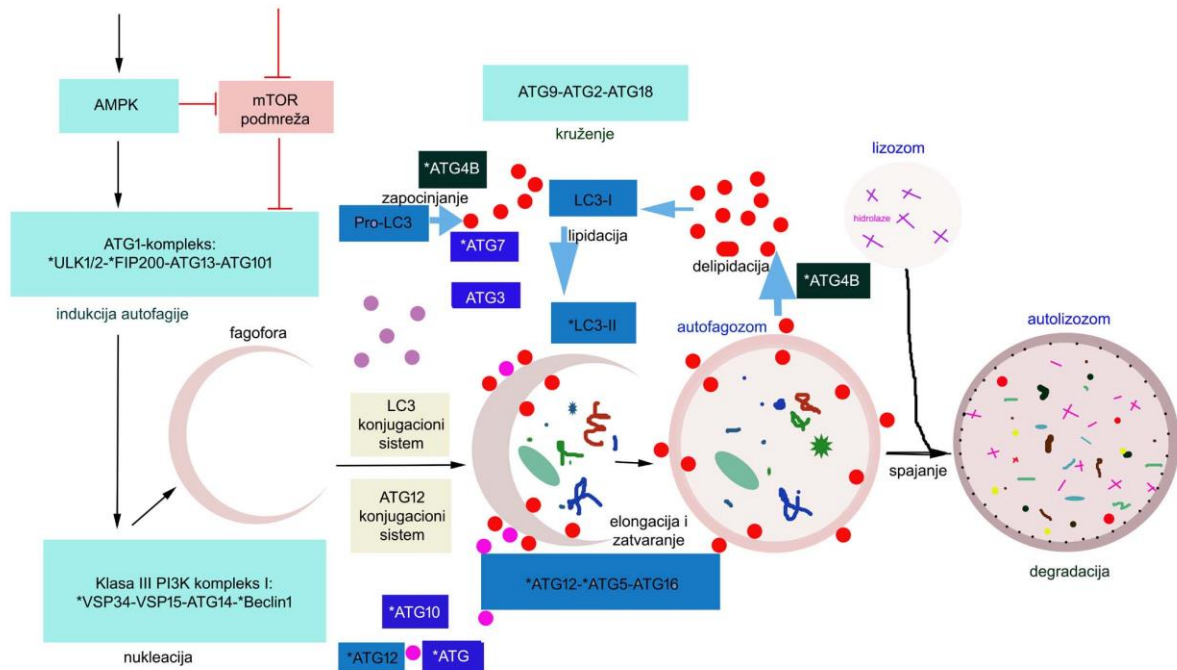 AMPK
mTOR
podmreža
ATG9-ATG2-ATG18
kruženje
*ATG4B
zapocinjanje
Pro-LC3
*ATG7
ATG3
LC3-I
lipidacija
*LC3-II
delipidacija
*ATG4B
lizozom
hidrolaze
ATG1-kompleks:
*ULK1/2-*FIP200-ATG13-ATG101
indukcija autofagije
fagofora
LC3
konjugacioni
sistem
ATG12
konjugacioni
sistem
autofagozom
autolizozom
spajanje
elongacija i
zatvaranje
degradacija
Klasa III PI3K kompleks I:
*VSP34-VSP15-ATG14-*Beclin1
nukleacija
*ATG12-*ATG5-ATG16
*ATG10
*ATG12
*ATG